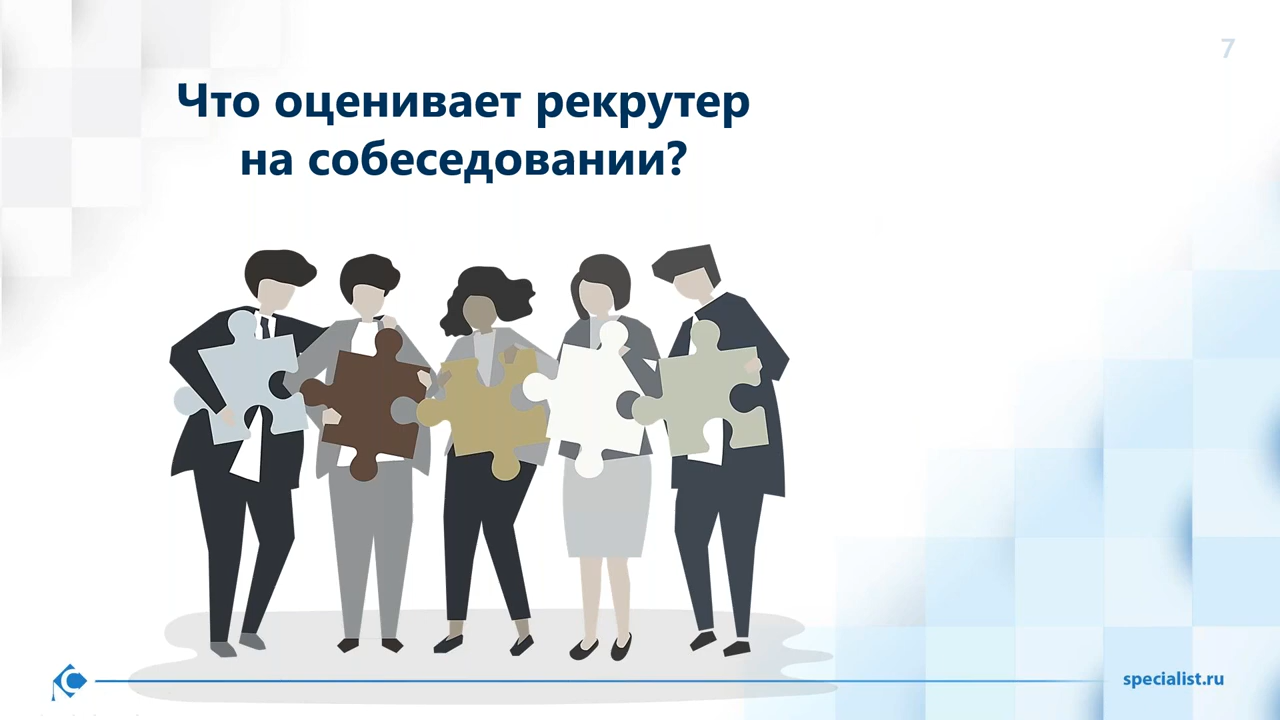 7
Что оценивает рекрутер
на собеседовании?
specialist.ru